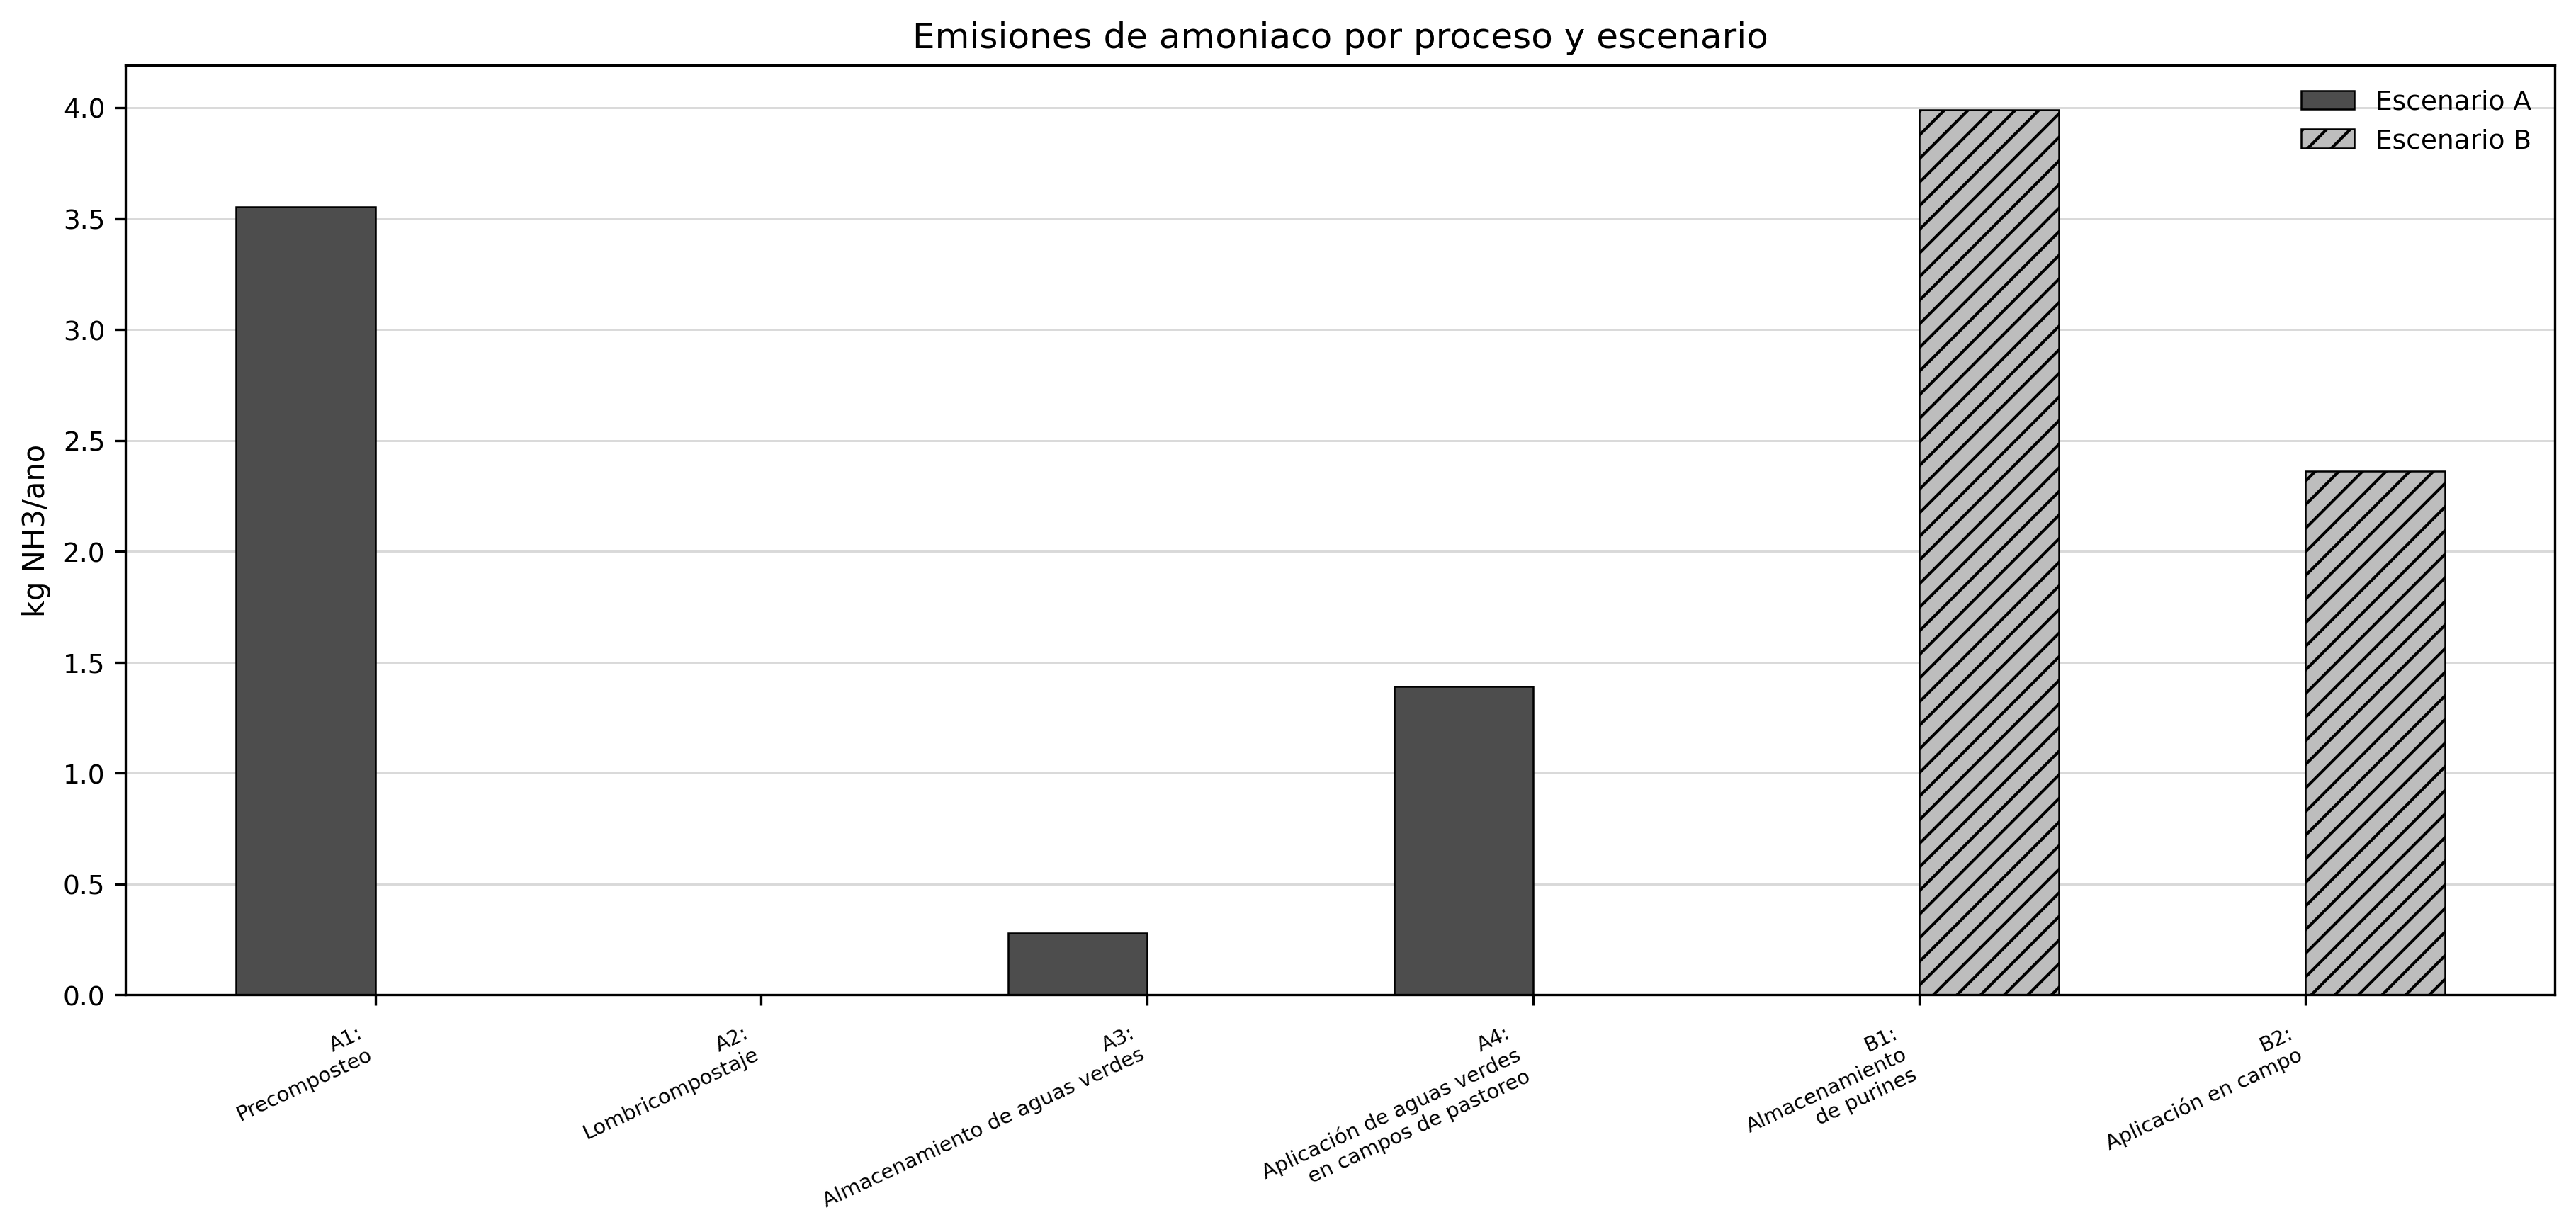 Emisiones de amoniaco por proceso y escenario
Escenario A
Escenario B
kg NH3/ano
4.0
3.5
3.0
2.5
2.0
1.5
1.0
0.5
0.0
A1:
Precomposteo
A2:
Lombricompostaje
A3:
Almacenamiento de aguas verdes
A4:
Aplicación de aguas verdes
en campos de pastoreo
B1:
Almacenamiento
de purines
B2:
Aplicación en campo